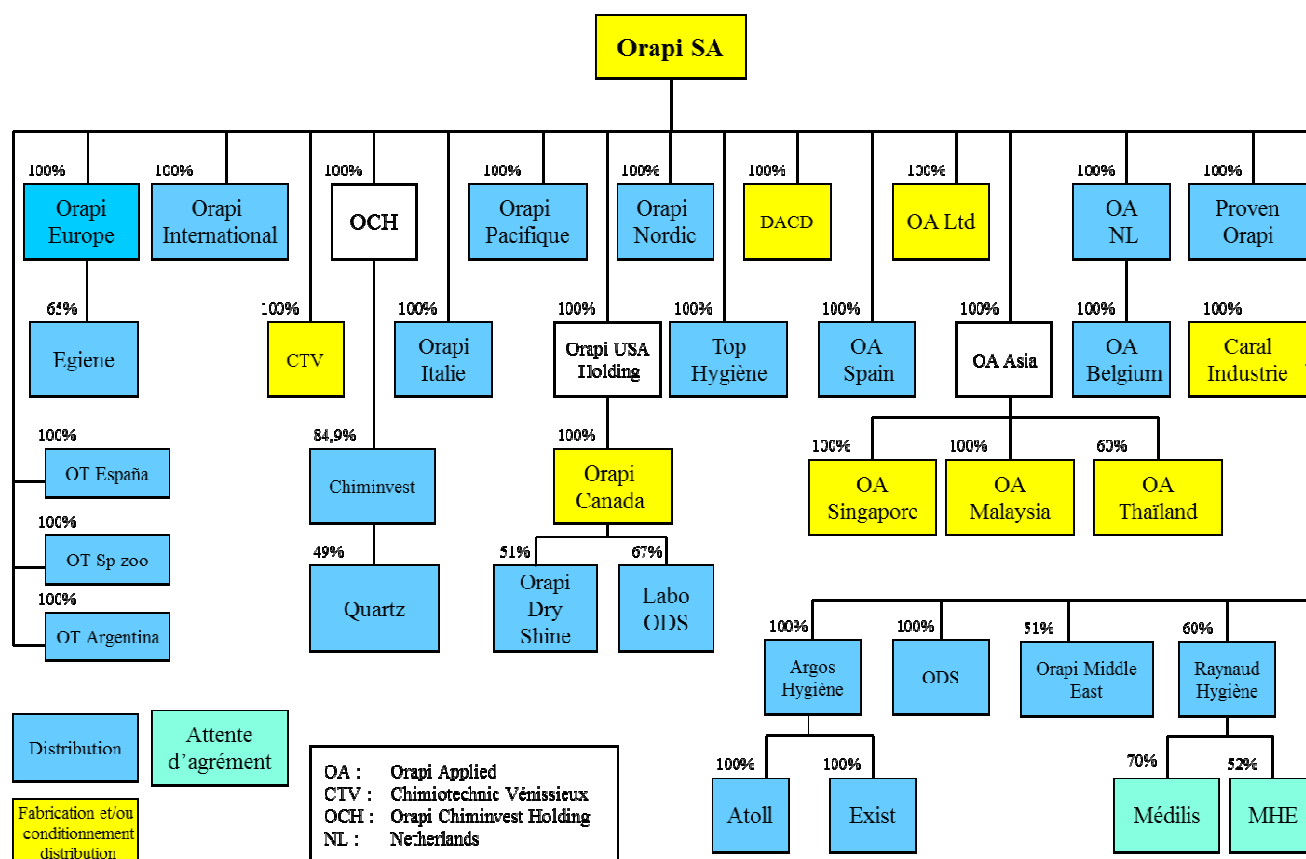 Orapi SA
100%
100%
100%
100%
100%
100%
100%
100%
100%
Orapi
Europe
Orapi
International
OCH
Orapi
Pacifique
Orapi
Nordic
DACD
OA Ltd
OA
NL
Proven
Orapi
65%
100%
100%
100%
100%
100%
100%
100%
100%
Egiene
CTV
Orapi
Italie
Orapi USA
Holding
Top
Hygiène
OA
Spain
OA Asia
OA
Belgium
Caral
Industrie
100%
OT España
84,9%
Chiminvest
100%
Orapi
Canada
100%
OA
Singapore
100%
OA
Malaysia
60%
OA
Thaïland
100%
OT Sp zoo
49%
Quartz
51%
Orapi
Dry
Shine
67%
Labo
ODS
100%
OT Argentina
100%
Argos
Hygiène
100%
ODS
51%
Orapi Middle
East
60%
Raynaud
Hygiène
100%
Atoll
100%
Exist
70%
Médilis
52%
MHE
Distribution
Attente
d'agrément
Fabrication et/ou
conditionnement
distribution
OA : Orapi Applied
CTV : Chimiotechnic Vénissieux
OCH : Orapi Chiminvest Holding
NL : Netherlands